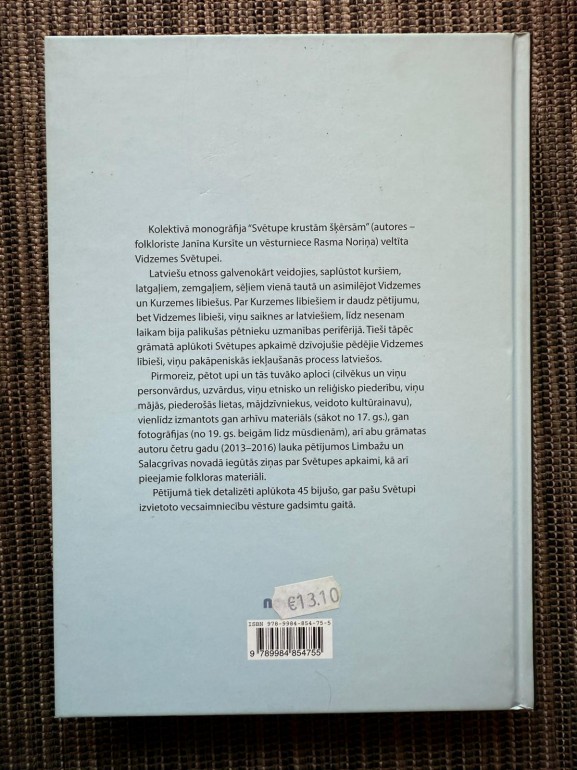 Kolektīvā monogrāfija “Svētupe krustām šķērsām” (autores –
folkloriste Janīna Kursīte un vēsturniece Rasma Noriņa) veltīta
Vidzemes Svētupei.
Latviešu etnoss galvenokārt veidojies, saplūstot kuršiem,
latgaļiem, zemgaļiem, sēļiem vienā tautā un asimilējot Vidzemes
un Kurzemes lībiešus. Par Kurzemes lībiešiem ir daudz pētījumu,
bet Vidzemes lībieši, viņu saiknes ar latviešiem, līdz nesenam
laikam bija palikušas pētnieku uzmanības perifērijā. Tieši tāpēc
grāmatā aplūkoti Svētupes apkaimē dzīvojušie pēdējie Vidzemes
lībieši, viņu pakāpeniskās iekļaušanās process latviešos.
Pirmoreiz, pētot upi un tās tuvāko aploci (cilvēkus un viņu
personvārdus, uzvārdus, viņu etnisko un reliģisko piederību, viņu
mājās, piederošās lietas, mājdzīvniekus, veidoto kultūrainavu),
vienlīdz izmantots gan arhīvu materiāls (sākot no 17. gs.), gan
fotogrāfijas (no 19. gs. beigām līdz mūsdienām), arī abu grāmatas
autoru četru gadu (2013–2016) lauka pētījumos Limbažu un
Salacgrīvas novadā iegūtās ziņas par Svētupes apkaimi, kā arī
pieejamie folkloras materiāli.
Pētījumā tiek detalizēti aplūkota 45 bijušo, gar pašu Svētupi
izvietoto vecsaimniecību vēsture gadsimtu gaitā.
€13.10
ISBN 978-9984-854-75-5
9 789984 854755